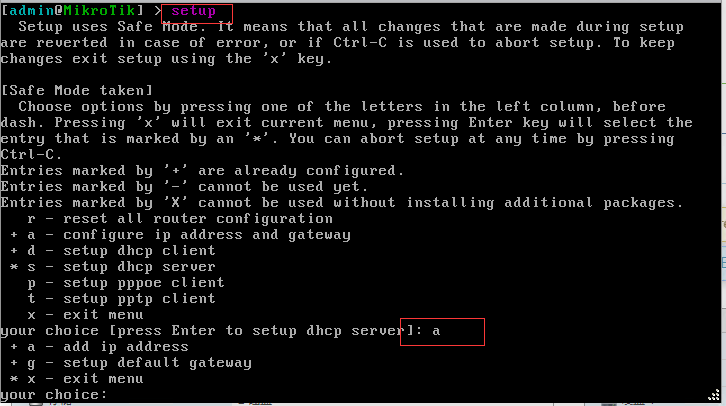 [admin@MikroTik] > setup
Setup uses Safe Mode. It means that all changes that are made during setup
are reverted in case of error, or if Ctrl-C is used to abort setup. To keep
changes exit setup using the 'x' key.
[Safe Mode taken]
Choose options by pressing one of the letters in the left column, before
dash. Pressing 'x' will exit current menu, pressing Enter key will select the
entry that is marked by an '*'. You can abort setup at any time by pressing
Ctrl-C.
Entries marked by '+' are already configured.
Entries marked by '-' cannot be used yet.
Entries marked by 'X' cannot be used without installing additional packages.
r - reset all router configuration
+ a - configure ip address and gateway
+ d - setup dhcp client
* s - setup dhcp server
p - setup pppoe client
t - setup pptp client
x - exit menu
your choice [press Enter to setup dhcp server]: a
+ a - add ip address
+ g - setup default gateway
* x - exit menu
your choice: